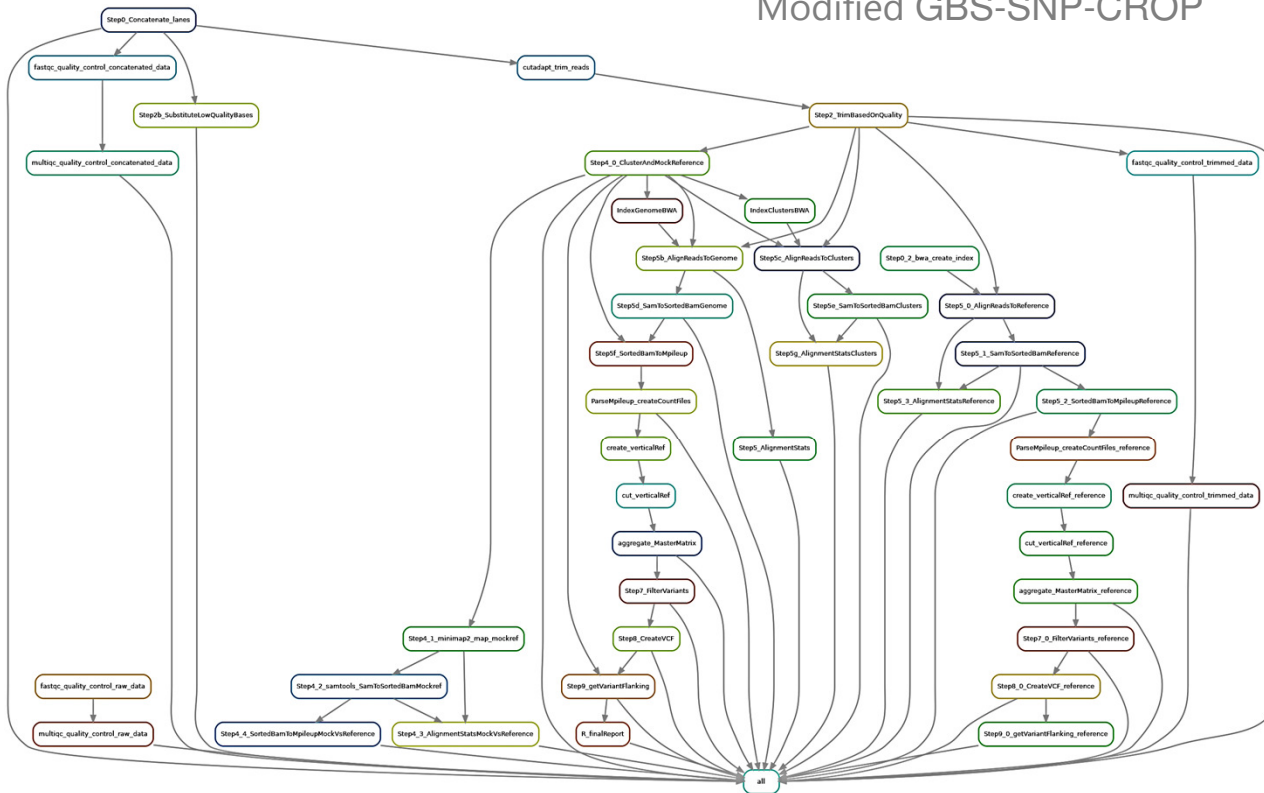 Modified GBS-SNP-CROP
Step0_Concatenate_lanes
fastqc_quality_control_concatenated_data
cutadapt_trim_reads
Step2b_SubstituteLowQualityBases
Step2_TrimBasedOnQuality
multiqc_quality_control_concatenated_data
Step4_0_ClusterAndMockReference
fastqc_quality_control_trimmed_data
IndexGenomeBWA
IndexClustersBWA
Step5b_AlignReadsToGenome
Step5c_AlignReadsToClusters
Step0_2_bwa_create_index
Step5d_SamToSortedBamGenome
Step5e_SamToSortedBamClusters
Step5_0_AlignReadsToReference
Step5f_SortedBamToMpileup
Step5g_AlignmentStatsClusters
Step5_1_SamToSortedBamReference
ParseMpileup_createCountFiles
Step5_3_AlignmentStatsReference
Step5_2_SortedBamToMpileupReference
create_verticalRef
Step5_AlignmentStats
ParseMpileup_createCountFiles_reference
cut_verticalRef
create_verticalRef_reference
multiqc_quality_control_trimmed_data
aggregate_MasterMatrix
cut_verticalRef_reference
Step7_FilterVariants
aggregate_MasterMatrix_reference
Step4_1_minimap2_map_mockref
Step8_CreateVCF
Step7_0_FilterVariants_reference
fastqc_quality_control_raw_data
Step4_2_samtools_SamToSortedBamMockref
Step9_getVariantFlanking
Step8_0_CreateVCF_reference
multiqc_quality_control_raw_data
Step4_4_SortedBamToMpileupMockVsReference
Step4_3_AlignmentStatsMockVsReference
R_finalReport
Step9_0_getVariantFlanking_reference
all